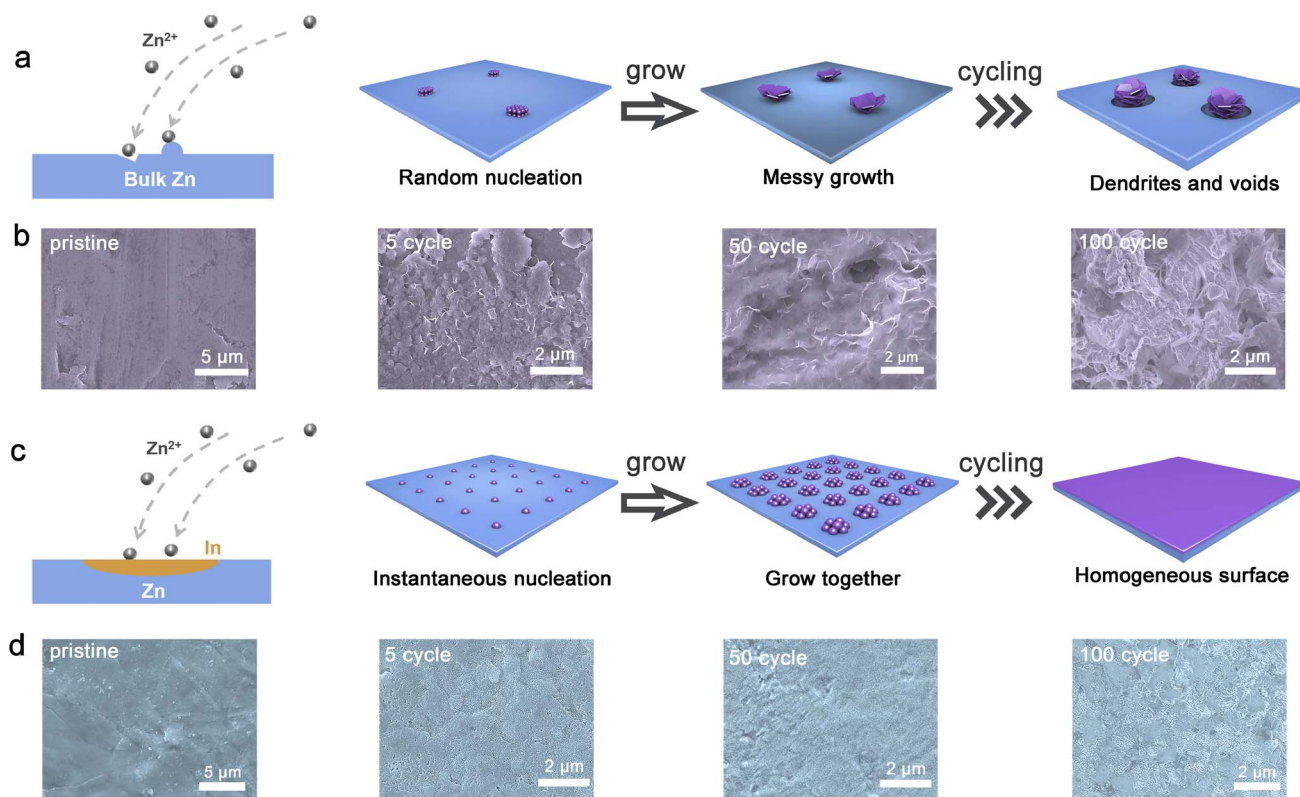 a
Zn²⁺
Bulk Zn
grow
cycling
Random nucleation
Messy growth
Dendrites and voids
b
pristine
5 μm
5 cycle
2 μm
50 cycle
2 μm
100 cycle
2 μm
c
Zn²⁺
In
Zn
grow
cycling
Instantaneous nucleation
Grow together
Homogeneous surface
d
pristine
5 μm
5 cycle
2 μm
50 cycle
2 μm
100 cycle
2 μm